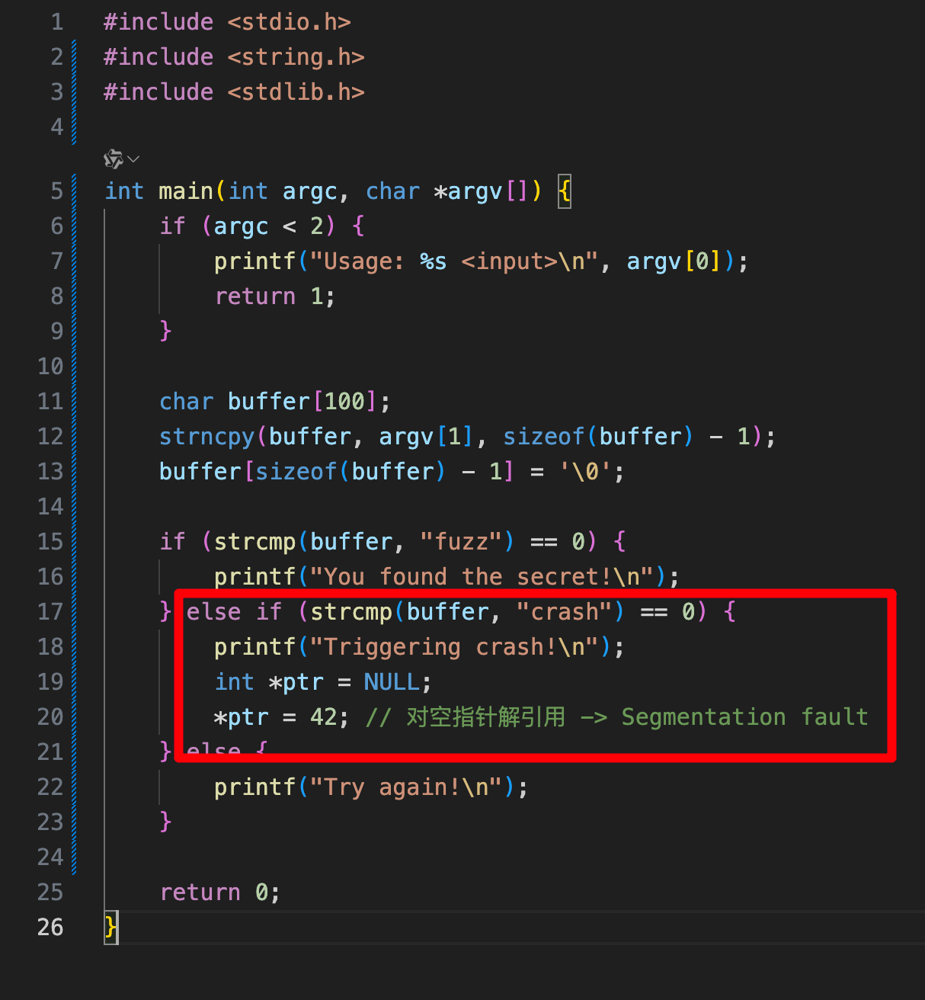 1 #include <stdio.h>
2 #include <string.h>
3 #include <stdlib.h>
4
5 int main(int argc, char *argv[]) {
6 if (argc < 2) {
7 printf("Usage: %s <input>\n", argv[0]);
8 return 1;
9 }
10
11 char buffer[100];
12 strncpy(buffer, argv[1], sizeof(buffer) - 1);
13 buffer[sizeof(buffer) - 1] = '\0';
14
15 if (strcmp(buffer, "fuzz") == 0) {
16 printf("You found the secret!\n");
17 } else if (strcmp(buffer, "crash") == 0) {
18 printf("Triggering crash!\n");
19 int *ptr = NULL;
20 *ptr = 42; // 对空指针解引用 -> Segmentation fault
21 } else {
22 printf("Try again!\n");
23 }
24
25 return 0;
26 }